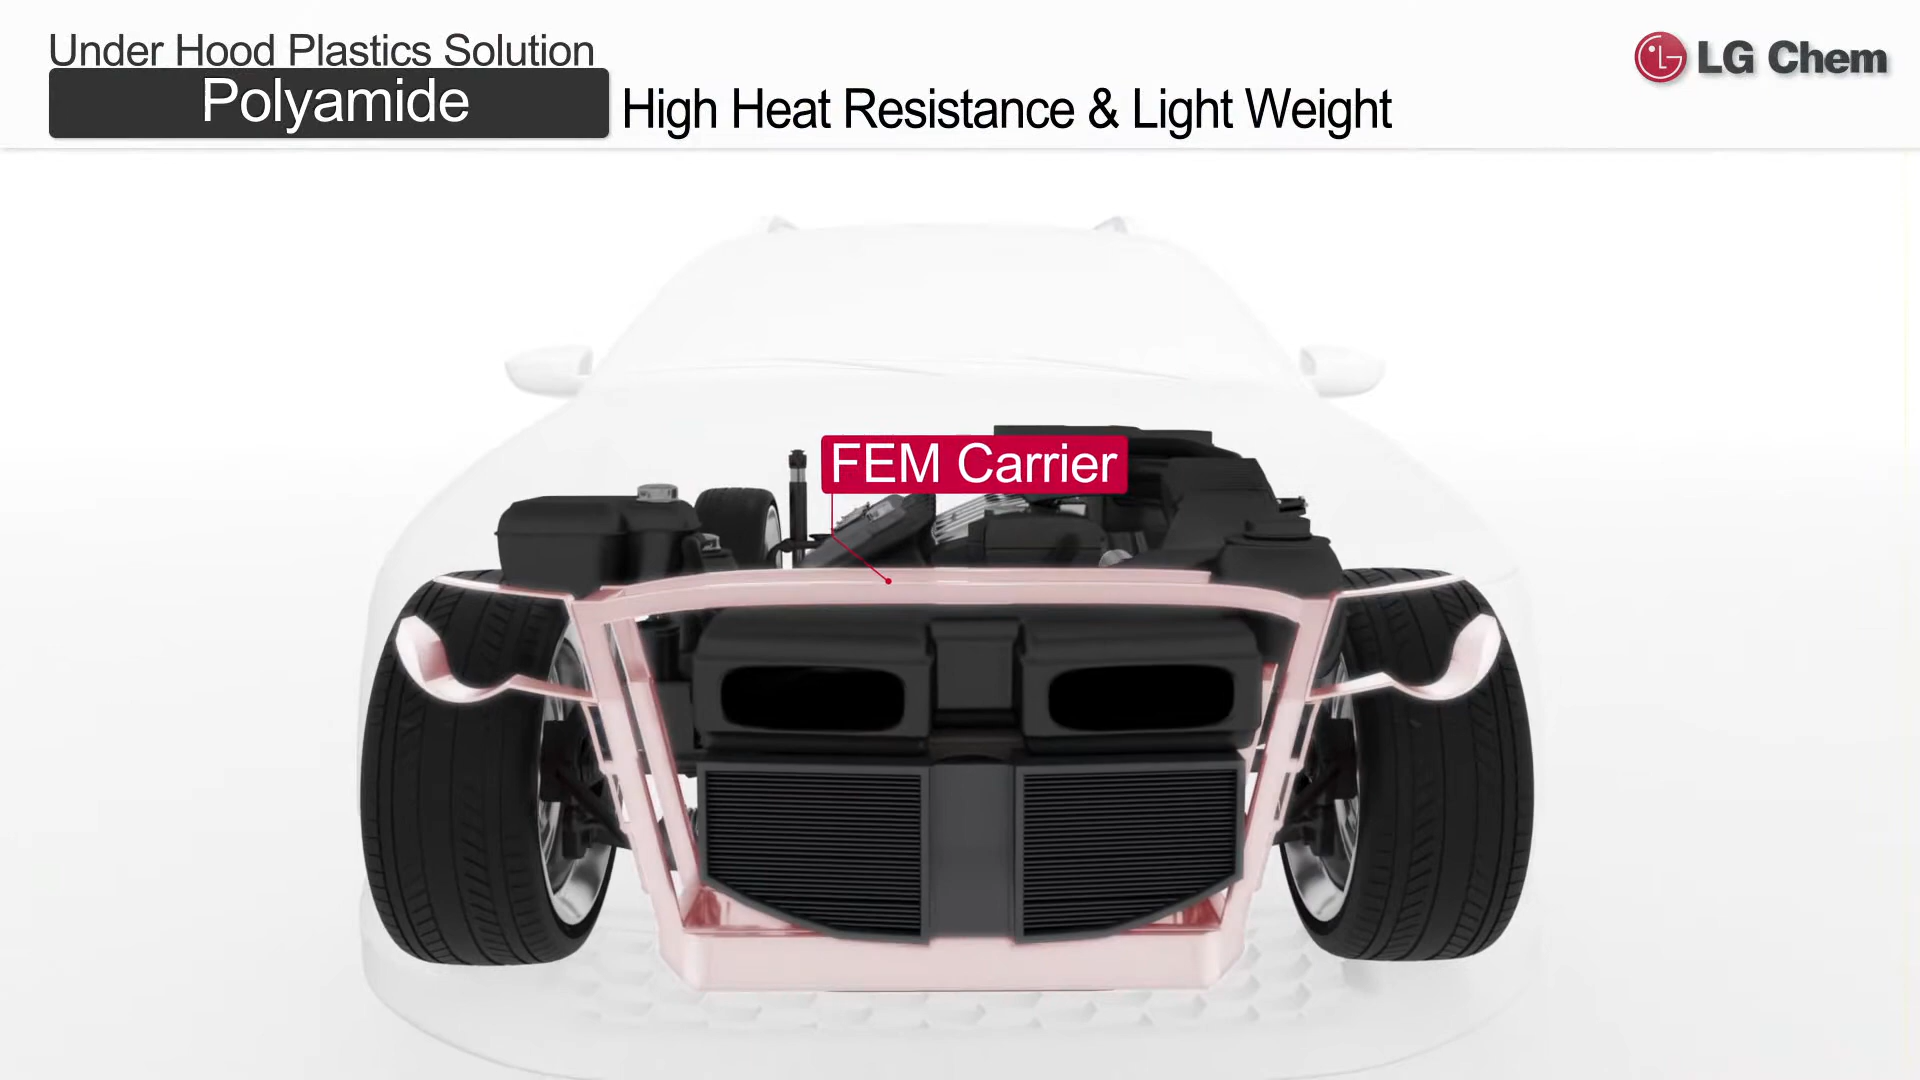 Under Hood Plastics Solution
LG Chem
Polyamide High Heat Resistance & Light Weight
FEM Carrier